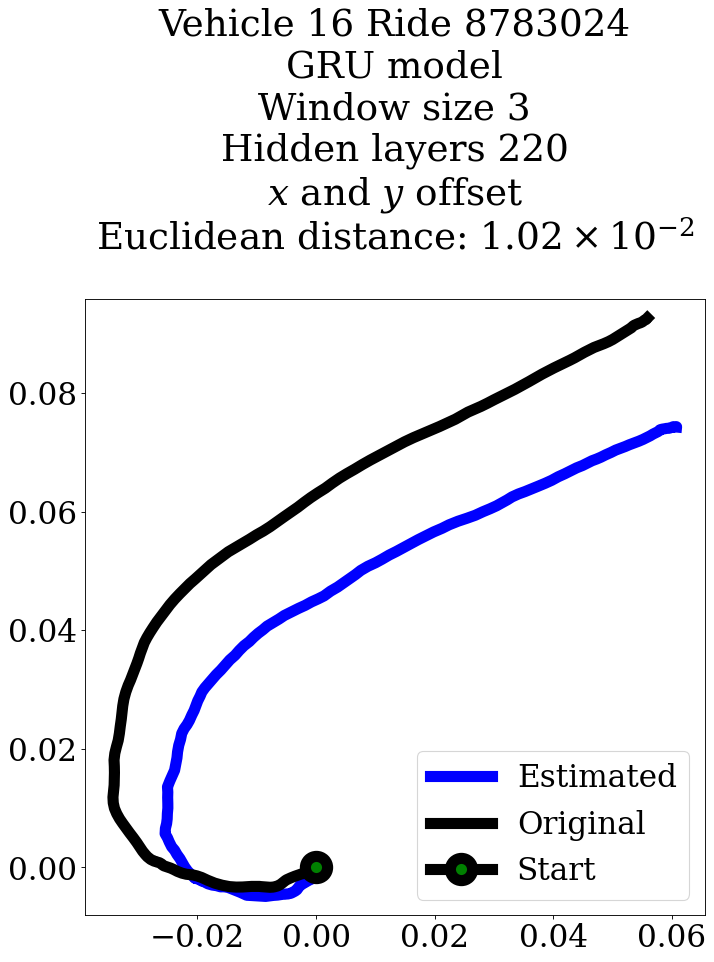 Vehicle 16 Ride 8783024
GRU model
Window size 3
Hidden layers 220
x and y offset
Euclidean distance: 1.02 × 10⁻²
0.08
0.06
0.04
0.02
0.00
Estimated
Original
Start
−0.02 0.00 0.02 0.04 0.06